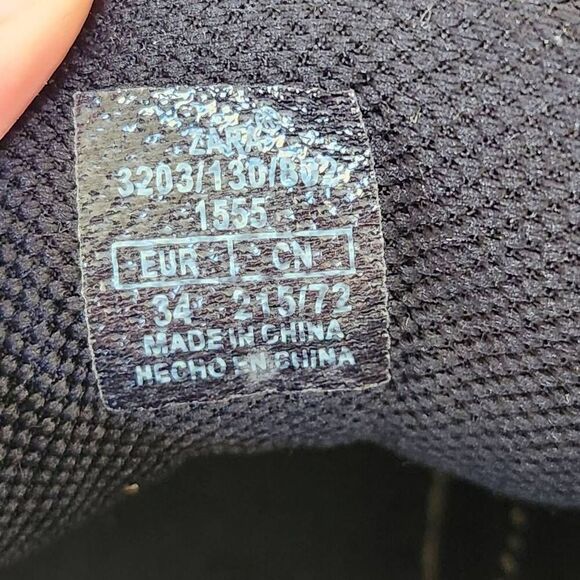 ZARA
3203/130/802
1555
EUR CN
34 215/72
MADE IN CHINA
HECHO EN CHINA